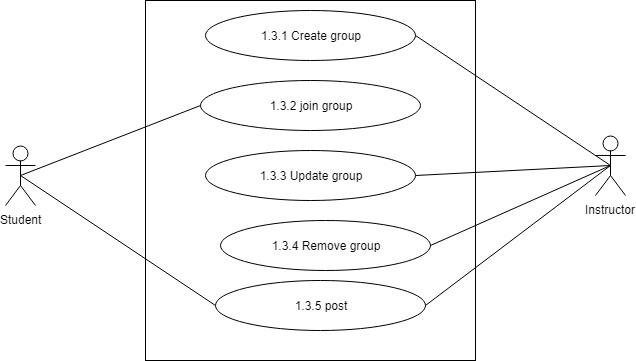 1.3.1 Create group
1.3.2 join group
1.3.3 Update group
Student
Instructor
1.3.4 Remove group
1.3.5 post